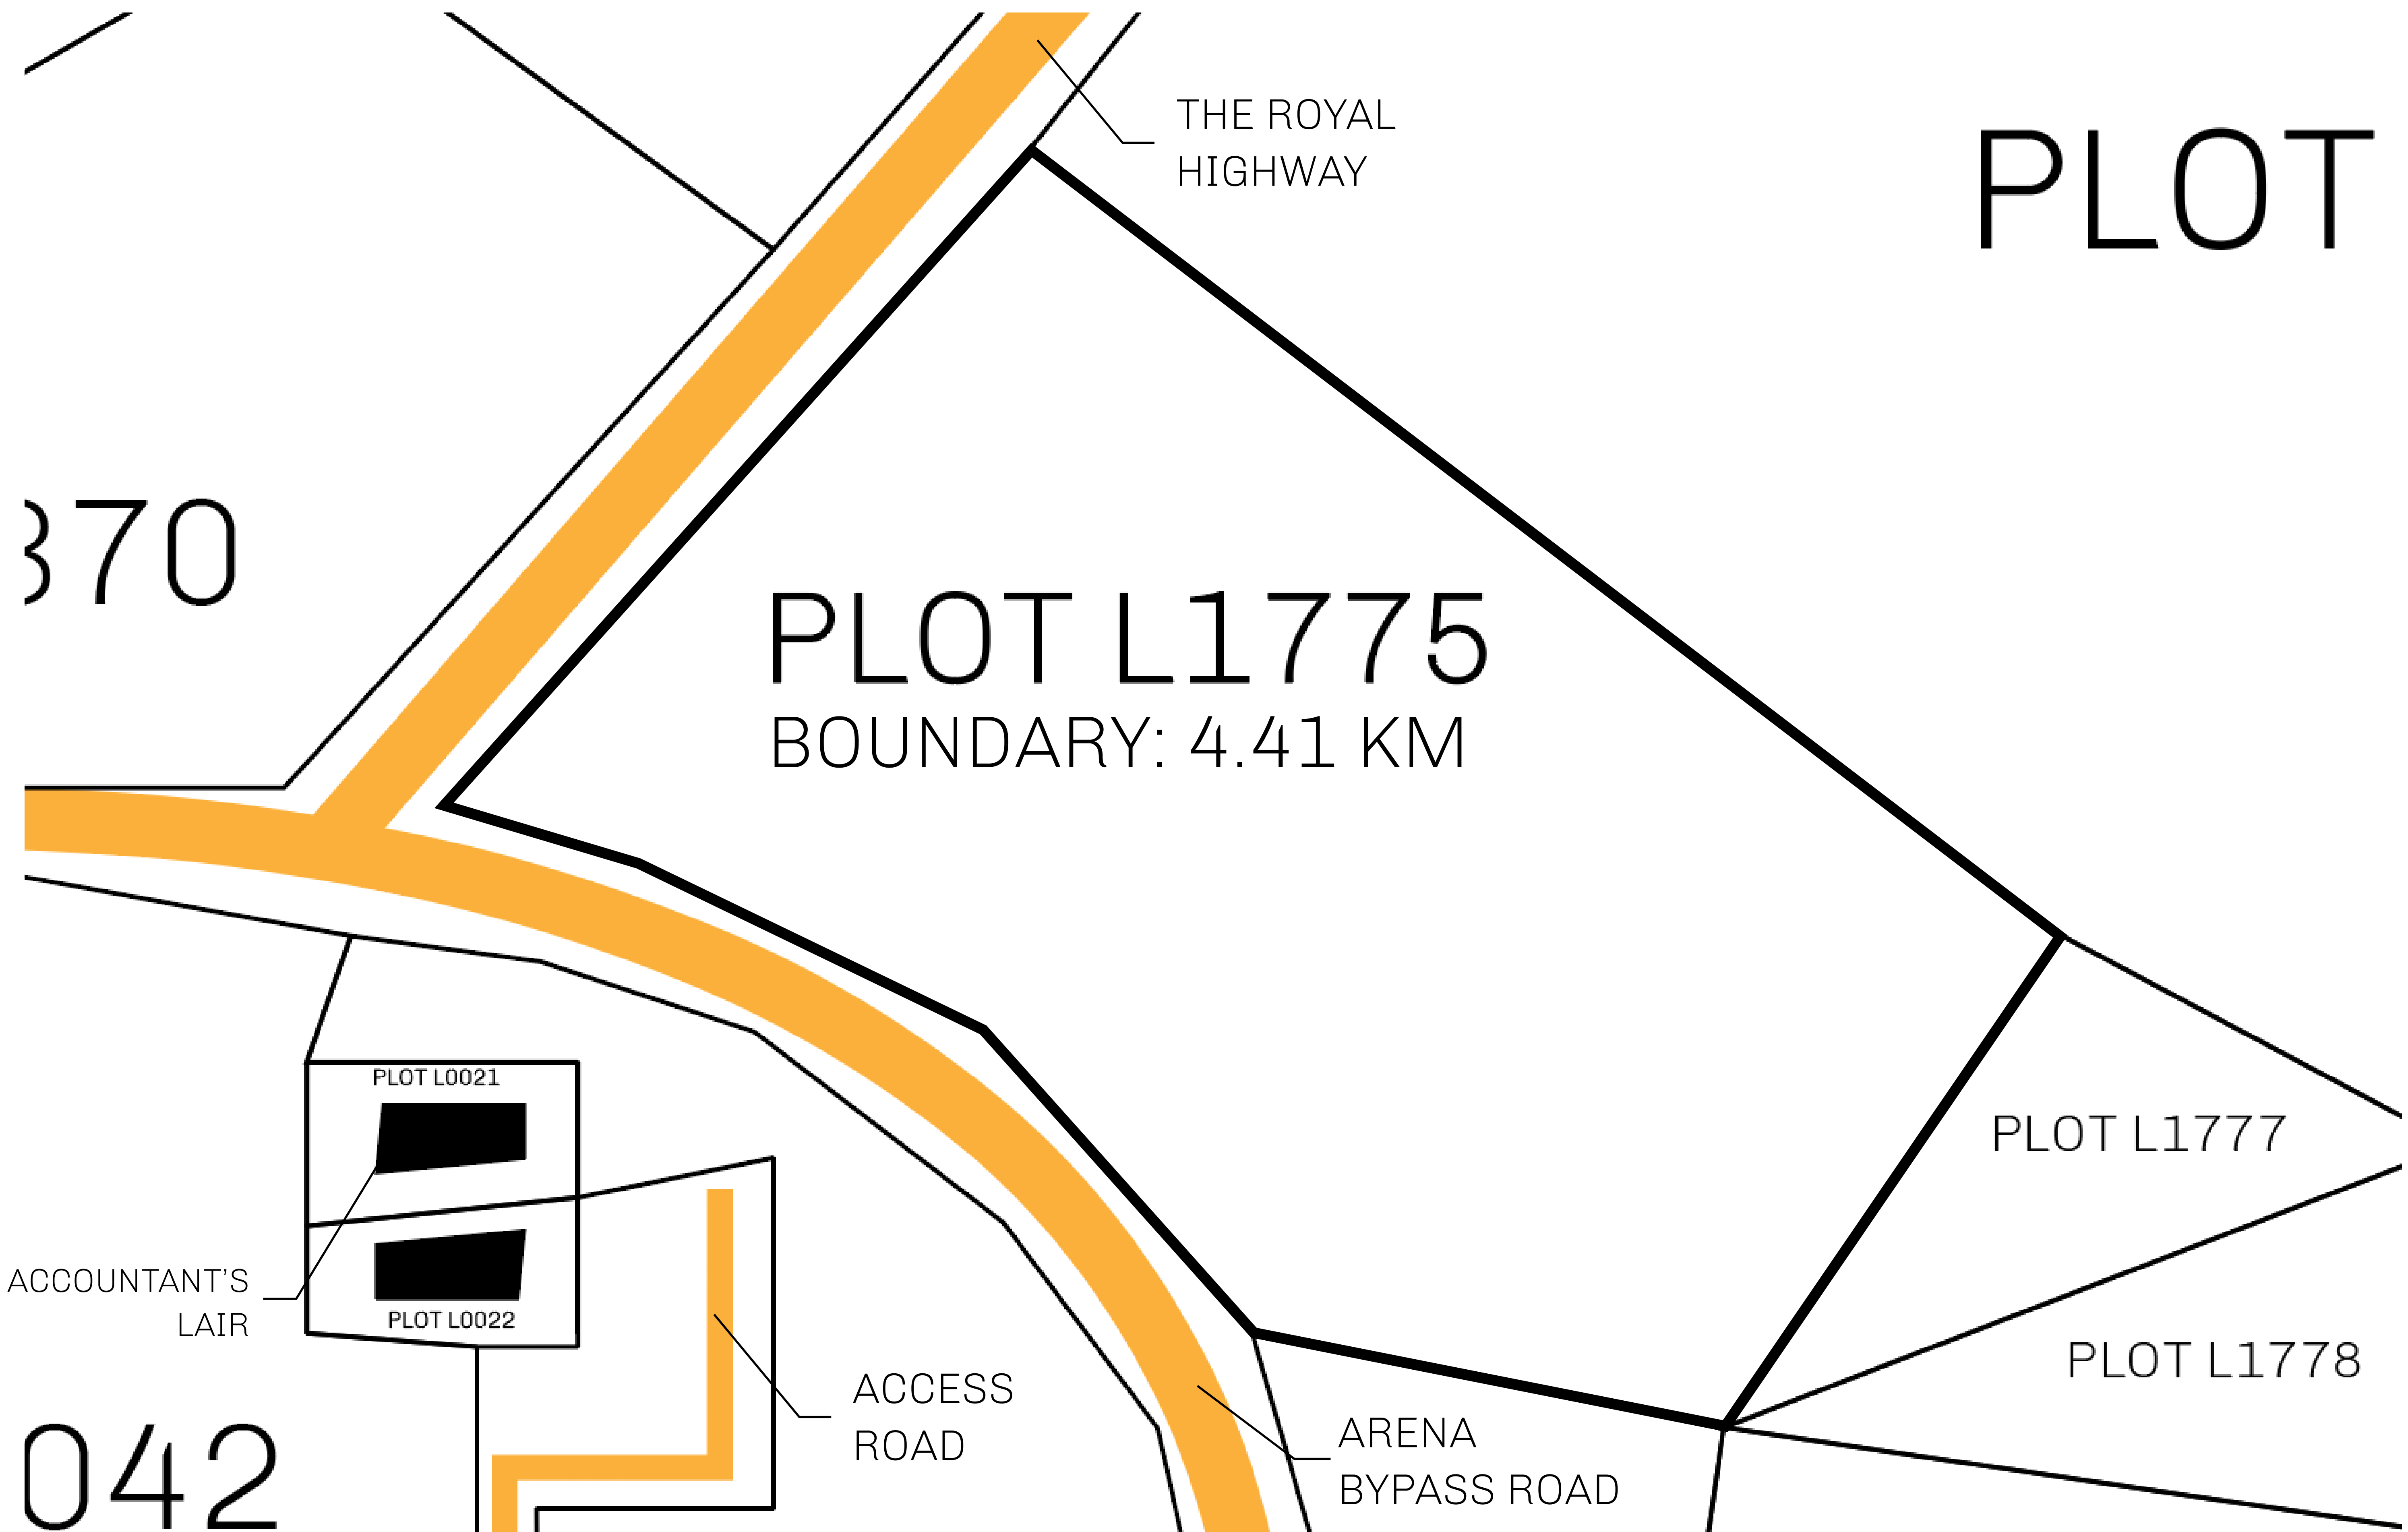 THE ROYAL
HIGHWAY
PLOT
370
PLOT L1775
BOUNDARY: 4.41 KM
PLOT L0021
PLOT L1777
ACCOUNTANT'S
LAIR
PLOT L0022
PLOT L1778
ACCESS
ROAD
ARENA
BYPASS ROAD
042